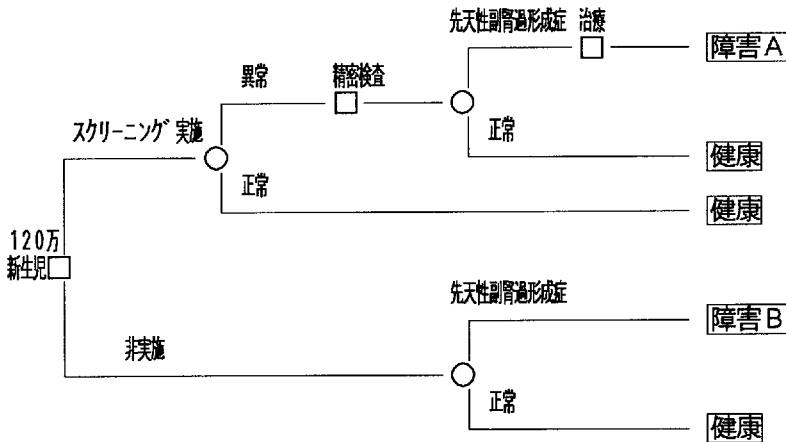 先天性副腎過形成症 治療
障害A
異常 精密検査
スクリーニング実施
正常
健康
正常
健康
120万
新生児
先天性副腎過形成症
障害B
非実施
正常
健康